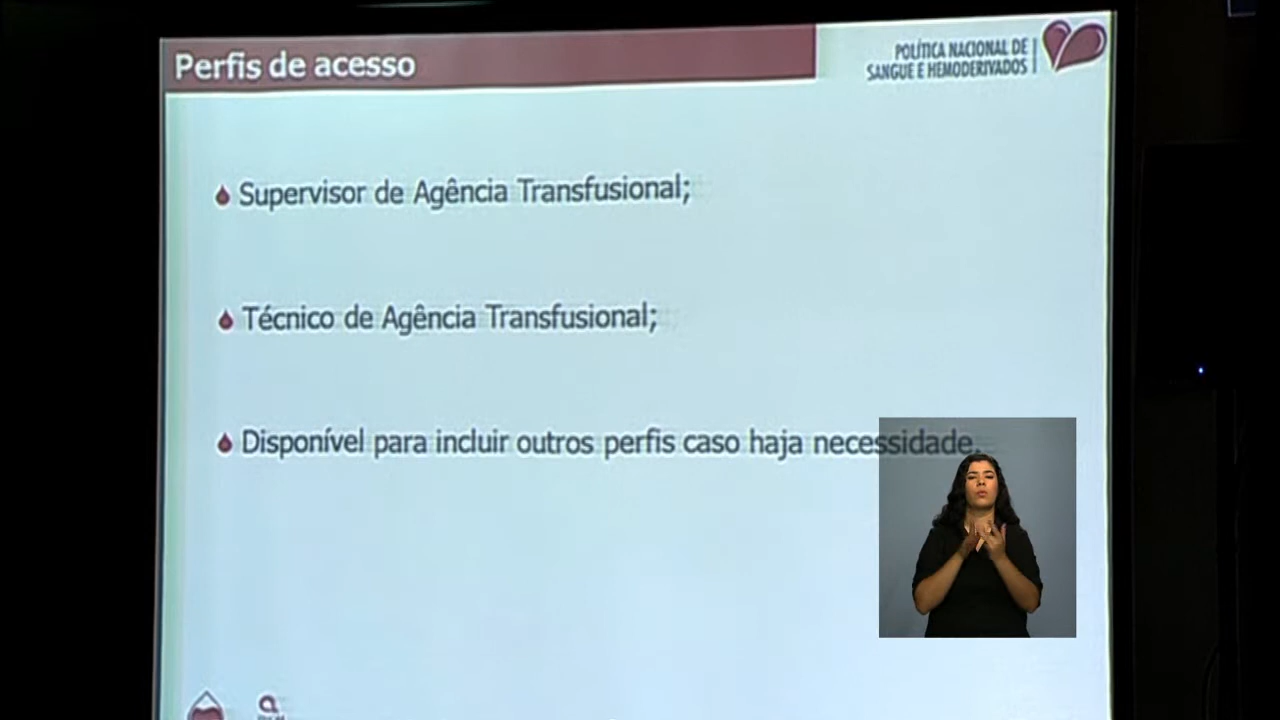 Perfis de acesso
POLÍTICA NACIONAL DE
SANGUE E HEMODERIVADOS
Supervisor de Agência Transfusional;
Técnico de Agência Transfusional;
Disponível para incluir outros perfis caso haja necessidade.